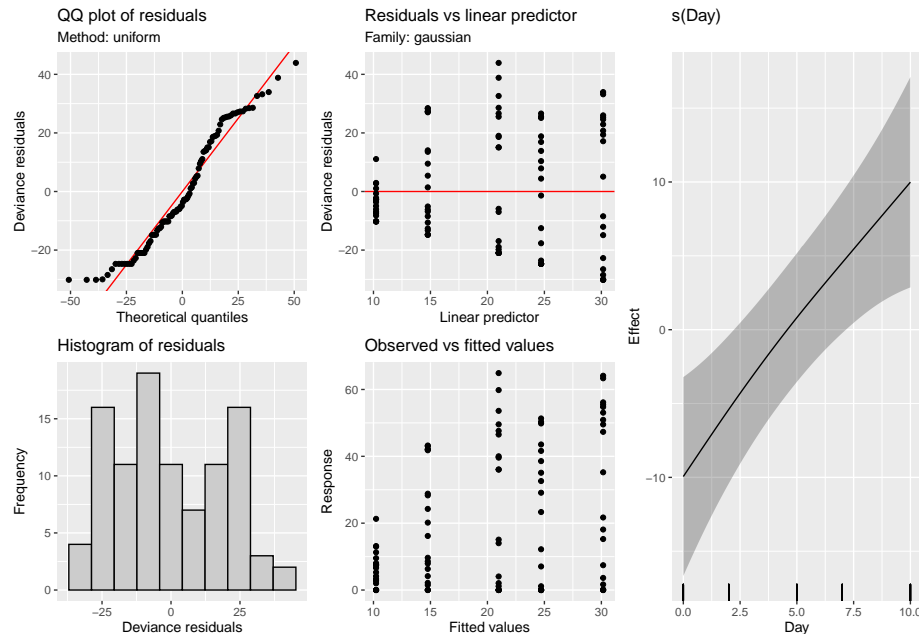 QQ plot of residuals
Method: uniform
40
20
0
−20
−50
−25
0
25
50
Deviance residuals
Theoretical quantiles
Residuals vs linear predictor
Family: gaussian
40
20
0
−20
10
15
20
25
30
Deviance residuals
Linear predictor
Histogram of residuals
15
10
5
0
−25
0
25
Frequency
Deviance residuals
Observed vs fitted values
60
40
20
0
10
15
20
25
30
Response
Fitted values
s(Day)
10
0
−10
0.0
2.5
5.0
7.5
10.0
Effect
Day